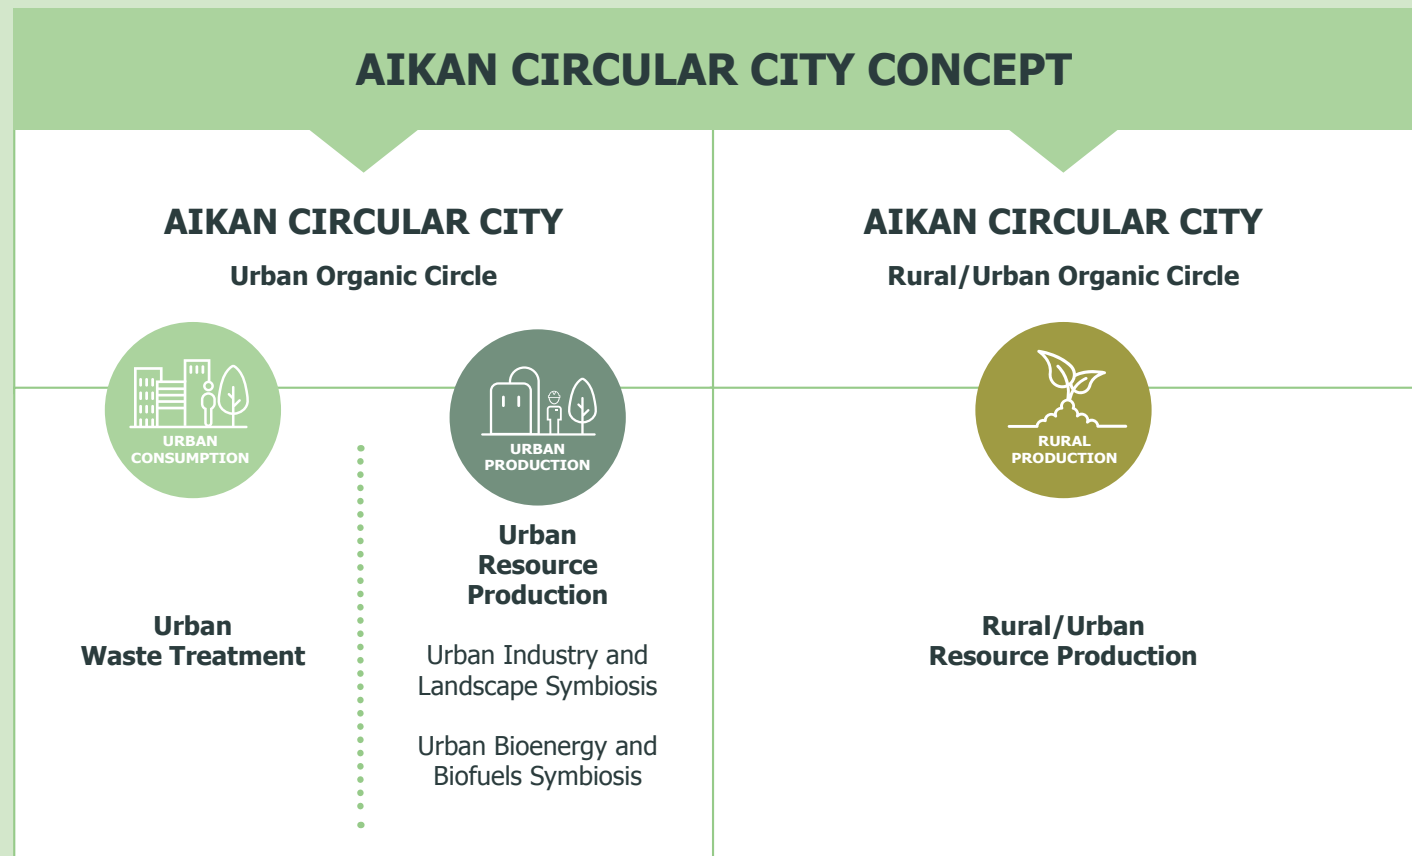 AIKAN CIRCULAR CITY CONCEPT
AIKAN CIRCULAR CITY
Urban Organic Circle
URBAN
CONSUMPTION
Urban
Waste Treatment
URBAN
PRODUCTION
Urban
Resource
Production
Urban Industry and
Landscape Symbiosis
Urban Bioenergy and
Biofuels Symbiosis
AIKAN CIRCULAR CITY
Rural/Urban Organic Circle
RURAL
PRODUCTION
Rural/Urban
Resource Production